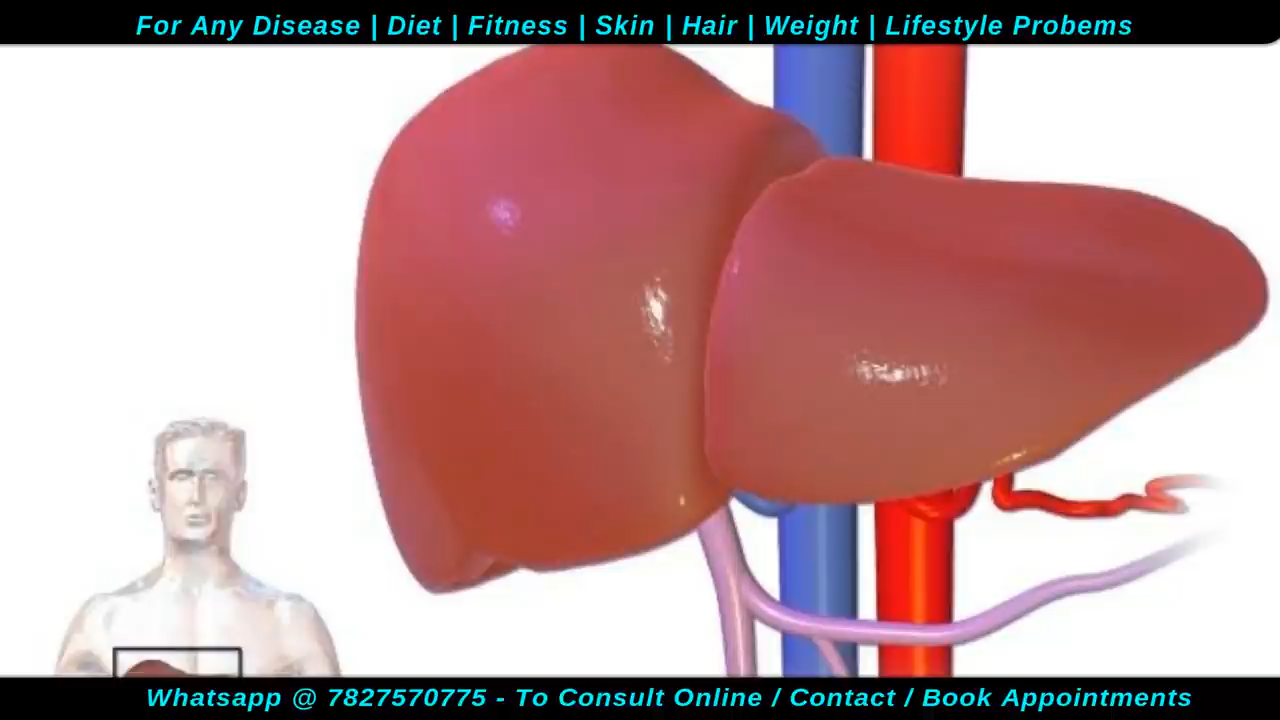 For Any Disease | Diet | Fitness | Skin | Hair | Weight | Lifestyle Probems
Whatsapp @ 7827570775 - To Consult Online / Contact / Book Appointments